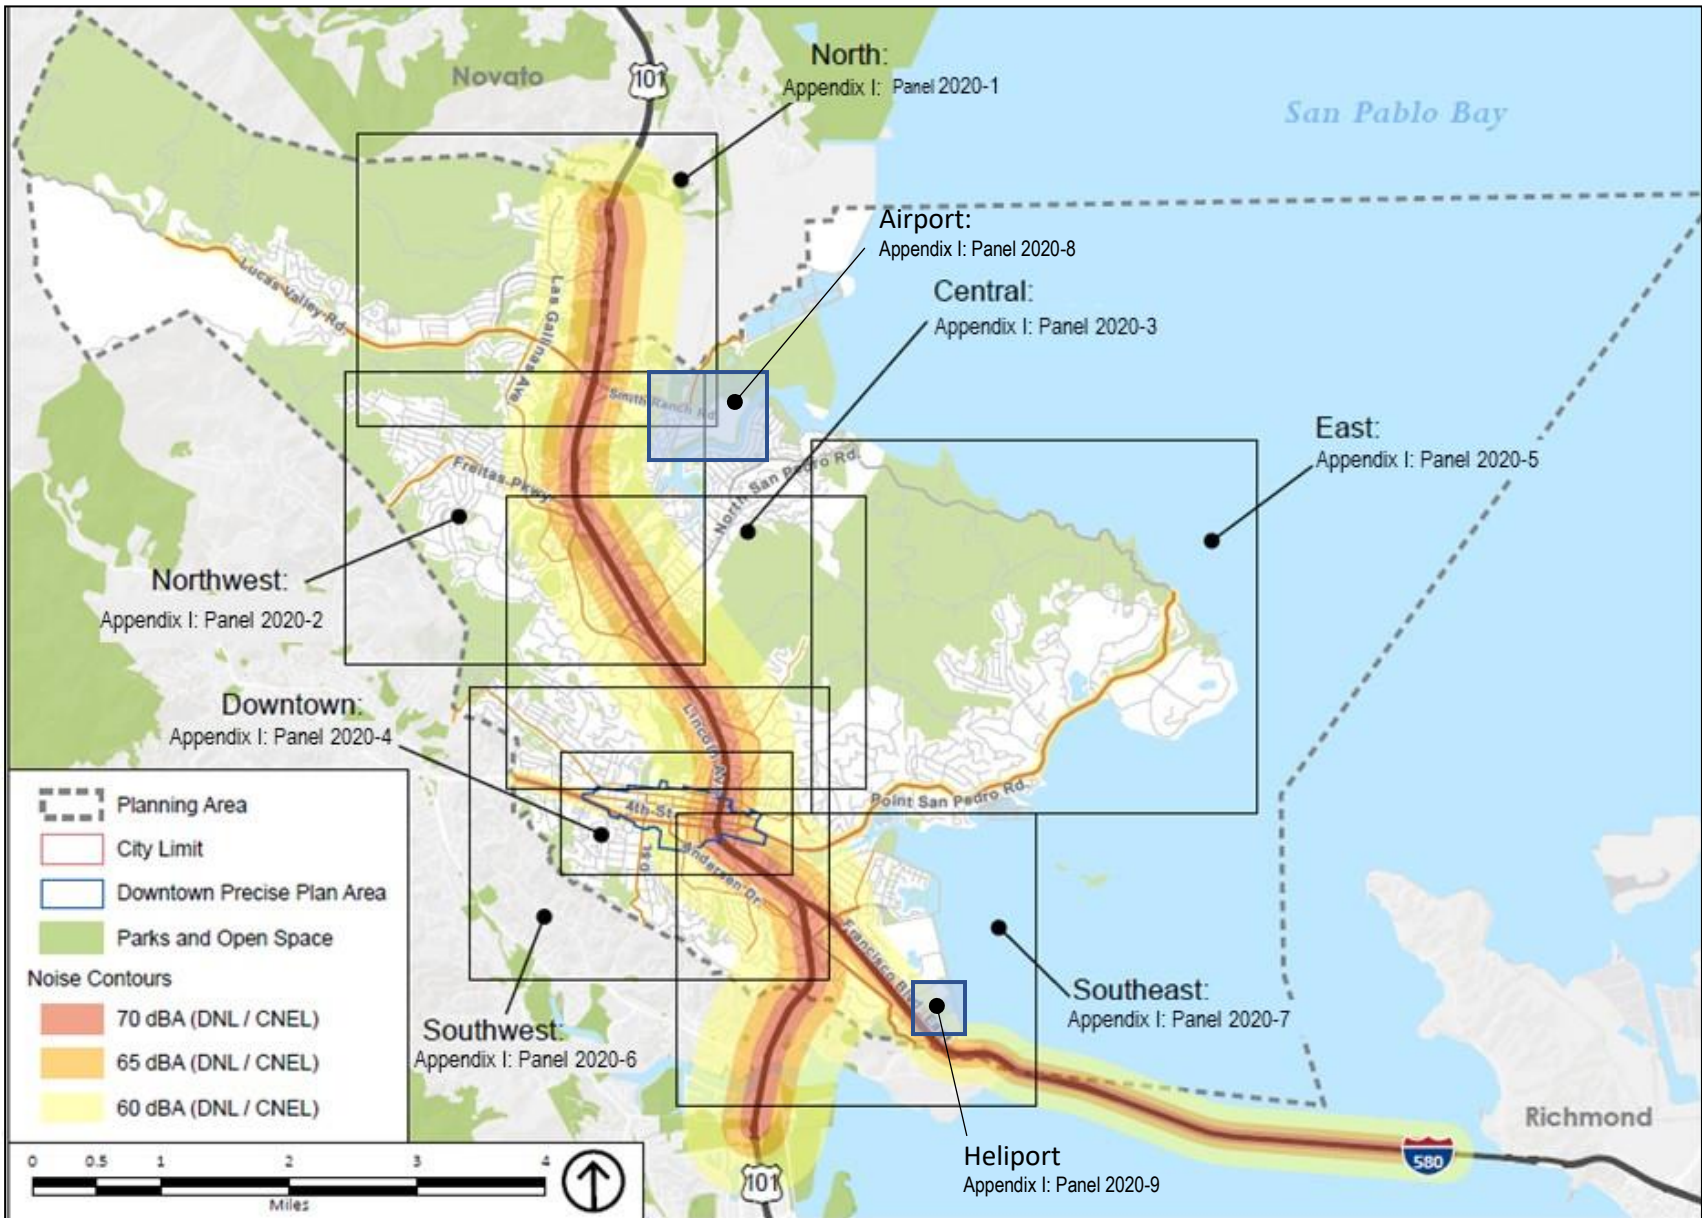 North:
Novato
101
Appendix I: Panel 2020-1
San Pablo Bay
Airport:
Appendix I: Panel 2020-8
Lucas Valley Rd.
Las Gallinas Ave.
Central:
Appendix I: Panel 2020-3
Smith Ranch Rd.
East:
Appendix I: Panel 2020-5
Freitas Pkwy.
North San Pedro Rd.
Northwest:
Appendix I: Panel 2020-2
Downtown:
Appendix I: Panel 2020-4
Lincoln Av
4th St.
Point San Pedro Rd.
Andersen Dr.
Francisco Blvd.
Planning Area
City Limit
Downtown Precise Plan Area
Parks and Open Space
Noise Contours
70 dBA (DNL / CNEL)
65 dBA (DNL / CNEL)
60 dBA (DNL / CNEL)
Southwest:
Appendix I: Panel 2020-6
Southeast:
Appendix I: Panel 2020-7
Richmond
580
Heliport
Appendix I: Panel 2020-9
101
0 0.5 1 2 3 4
Miles